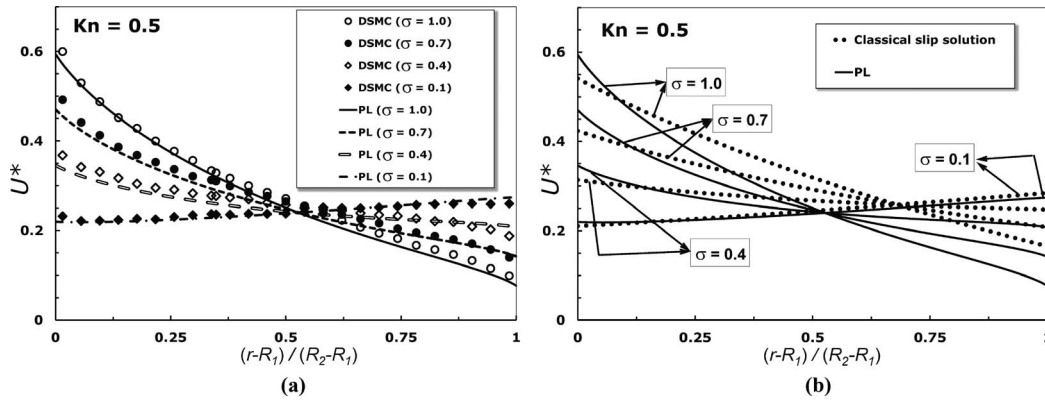 Kn = 0.5
DSMC (σ = 1.0)
DSMC (σ = 0.7)
DSMC (σ = 0.4)
DSMC (σ = 0.1)
PL (σ = 1.0)
PL (σ = 0.7)
PL (σ = 0.4)
PL (σ = 0.1)
0.6
0.4
0.2
0
U*
0 0.25 0.5 0.75 1
(r-R1) / (R2-R1)
(a)
Kn = 0.5
Classical slip solution
PL
σ = 1.0
σ = 0.7
σ = 0.1
σ = 0.4
0.6
0.4
0.2
0
U*
0 0.25 0.5 0.75 1
(r-R1) / (R2-R1)
(b)